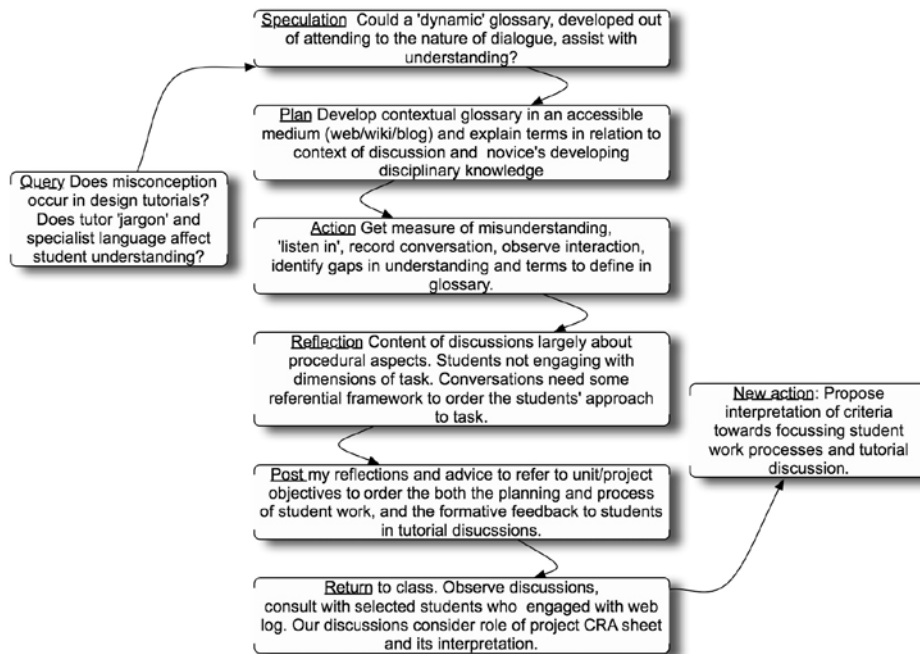 Speculation  Could a 'dynamic' glossary, developed out
of attending to the nature of dialogue, assist with
understanding?
Plan Develop contextual glossary in an accessible
medium (web/wiki/blog) and explain terms in relation to
context of discussion and  novice's developing
disciplinary knowledge
Query Does misconception
occur in design tutorials?
Does tutor 'jargon' and
specialist language affect
student understanding?
Action Get measure of misunderstanding,
'listen in', record conversation, observe interaction,
identify gaps in understanding and terms to define in
glossary.
Reflection Content of discussions largely about
procedural aspects. Students not engaging with
dimensions of task. Conversations need some
referential framework to order the students' approach
to task.
New action: Propose
interpretation of criteria
towards focussing student
work processes and tutorial
discussion.
Post my reflections and advice to refer to unit/project
objectives to order the both the planning and process
of student work, and the formative feedback to students
in tutorial disucssions.
Return to class. Observe discussions,
consult with selected students who  engaged with web
log. Our discussions consider role of project CRA sheet
and its interpretation.